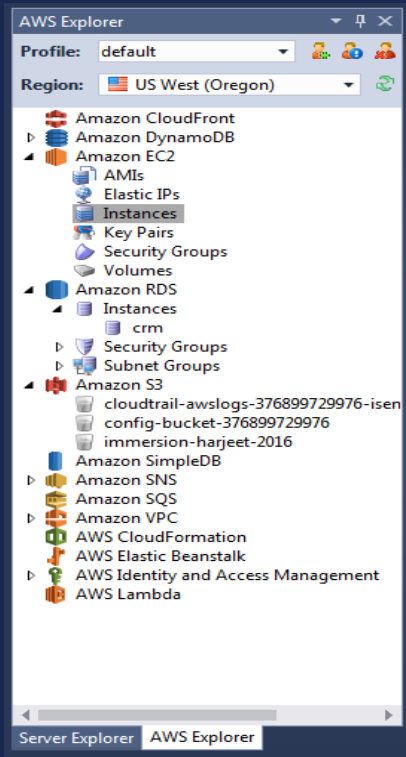 AWS Explorer
Profile: default
Region: US West (Oregon)
Amazon CloudFront
Amazon DynamoDB
Amazon EC2
AMIs
Elastic IPs
Instances
Key Pairs
Security Groups
Volumes
Amazon RDS
Instances
crm
Security Groups
Subnet Groups
Amazon S3
cloudtrail-awslogs-376899729976-isen
config-bucket-376899729976
immersion-harjeet-2016
Amazon SimpleDB
Amazon SNS
Amazon SQS
Amazon VPC
AWS CloudFormation
AWS Elastic Beanstalk
AWS Identity and Access Management
AWS Lambda
Server Explorer AWS Explorer